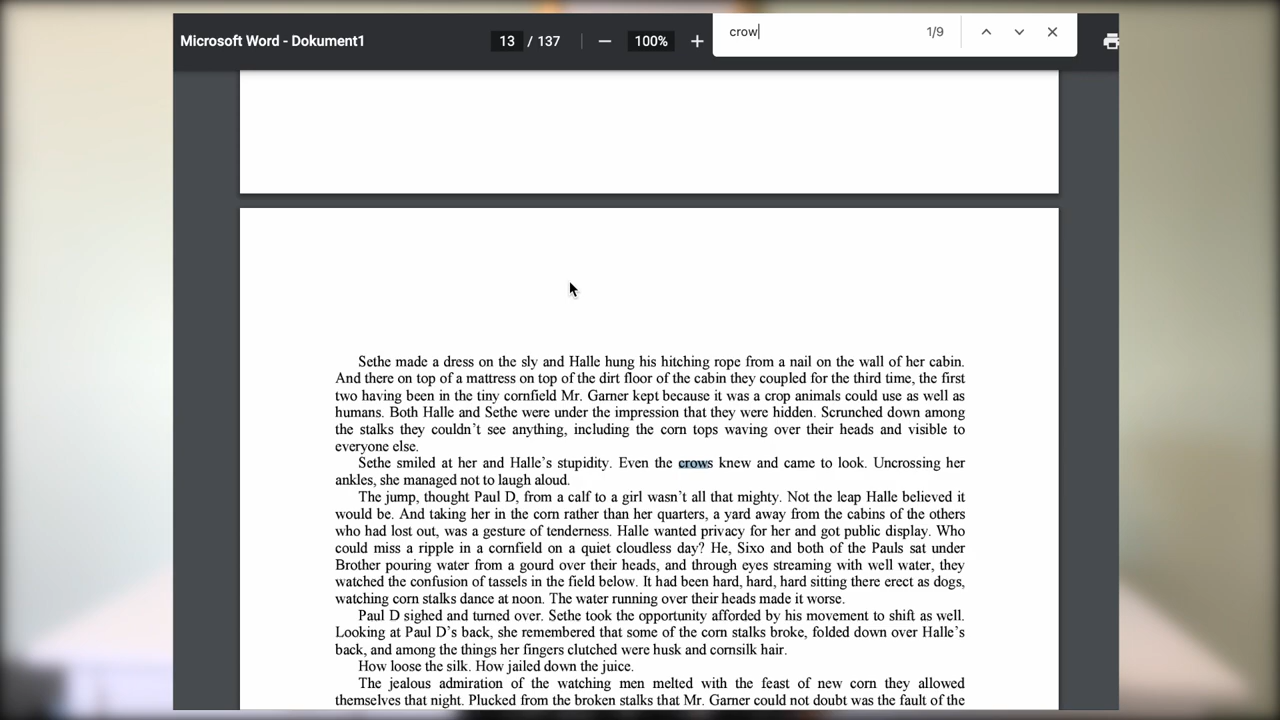 Microsoft Word - Dokument1
13 / 137
100%
crow
1/9
Sethe made a dress on the sly and Halle hung his hitching rope from a nail on the wall of her cabin.
And there on top of a mattress on top of the dirt floor of the cabin they coupled for the third time, the first
two having been in the tiny cornfield Mr. Garner kept because it was a crop animals could use as well as
humans. Both Halle and Sethe were under the impression that they were hidden. Scrunched down among
the stalks they couldn't see anything, including the corn tops waving over their heads and visible to
everyone else.
Sethe smiled at her and Halle's stupidity. Even the crows knew and came to look. Uncrossing her
ankles, she managed not to laugh aloud.
The jump, thought Paul D, from a calf to a girl wasn't all that mighty. Not the leap Halle believed it
would be. And taking her in the corn rather than her quarters, a yard away from the cabins of the others
who had lost out, was a gesture of tenderness. Halle wanted privacy for her and got public display. Who
could miss a ripple in a cornfield on a quiet cloudless day? He, Sixo and both of the Pauls sat under
Brother pouring water from a gourd over their heads, and through eyes streaming with well water, they
watched the confusion of tassels in the field below. It had been hard, hard, hard sitting there erect as dogs,
watching corn stalks dance at noon. The water running over their heads made it worse.
Paul D sighed and turned over. Sethe took the opportunity afforded by his movement to shift as well.
Looking at Paul D's back, she remembered that some of the corn stalks broke, folded down over Halle's
back, and among the things her fingers clutched were husk and cornsilk hair.
How loose the silk. How jailed down the juice.
The jealous admiration of the watching men melted with the feast of new corn they allowed
themselves that night. Plucked from the broken stalks that Mr. Garner could not doubt was the fault of the